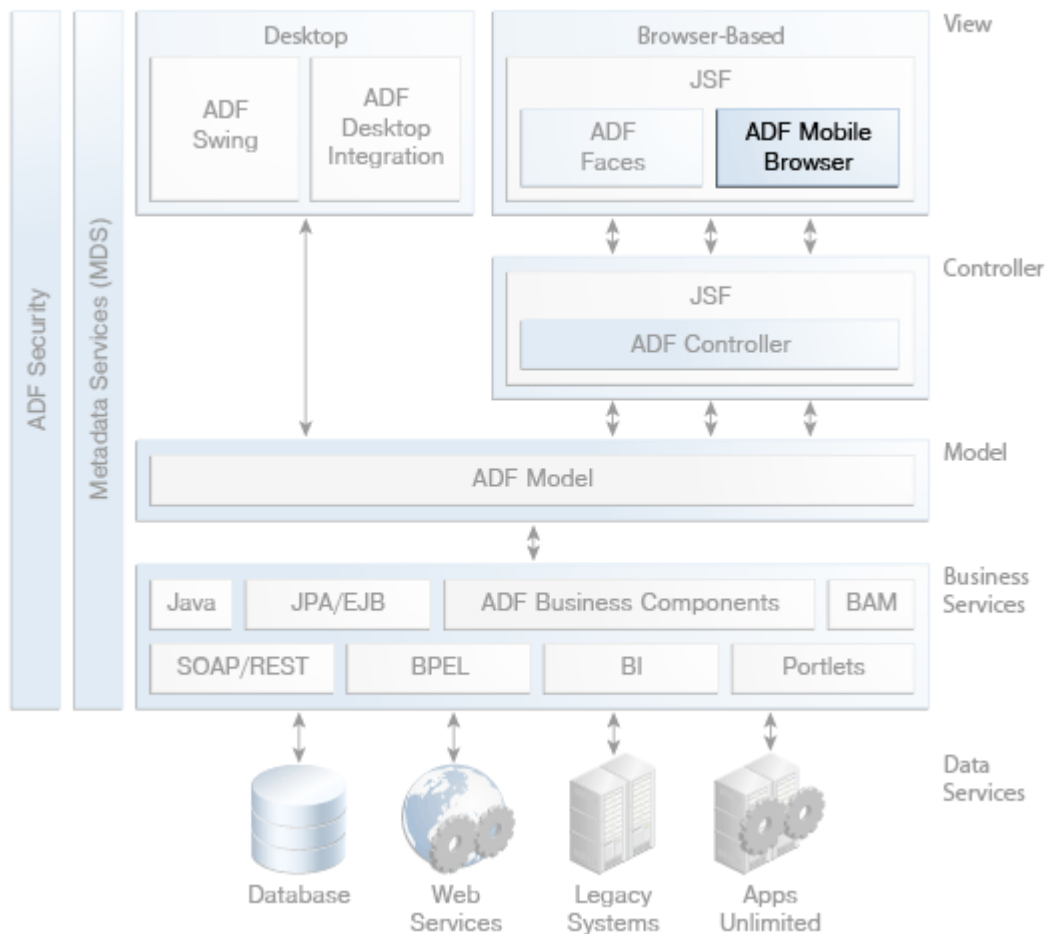 Desktop
Browser-Based
View
JSF
ADF
Swing
ADF
Desktop
Integration
ADF
Faces
ADF Mobile
Browser
Controller
JSF
ADF Controller
ADF Security
Metadata Services (MDS)
Model
ADF Model
Business
Services
Java
JPA/EJB
ADF Business Components
BAM
SOAP/REST
BPEL
BI
Portlets
Data
Services
Database
Web
Services
Legacy
Systems
Apps
Unlimited